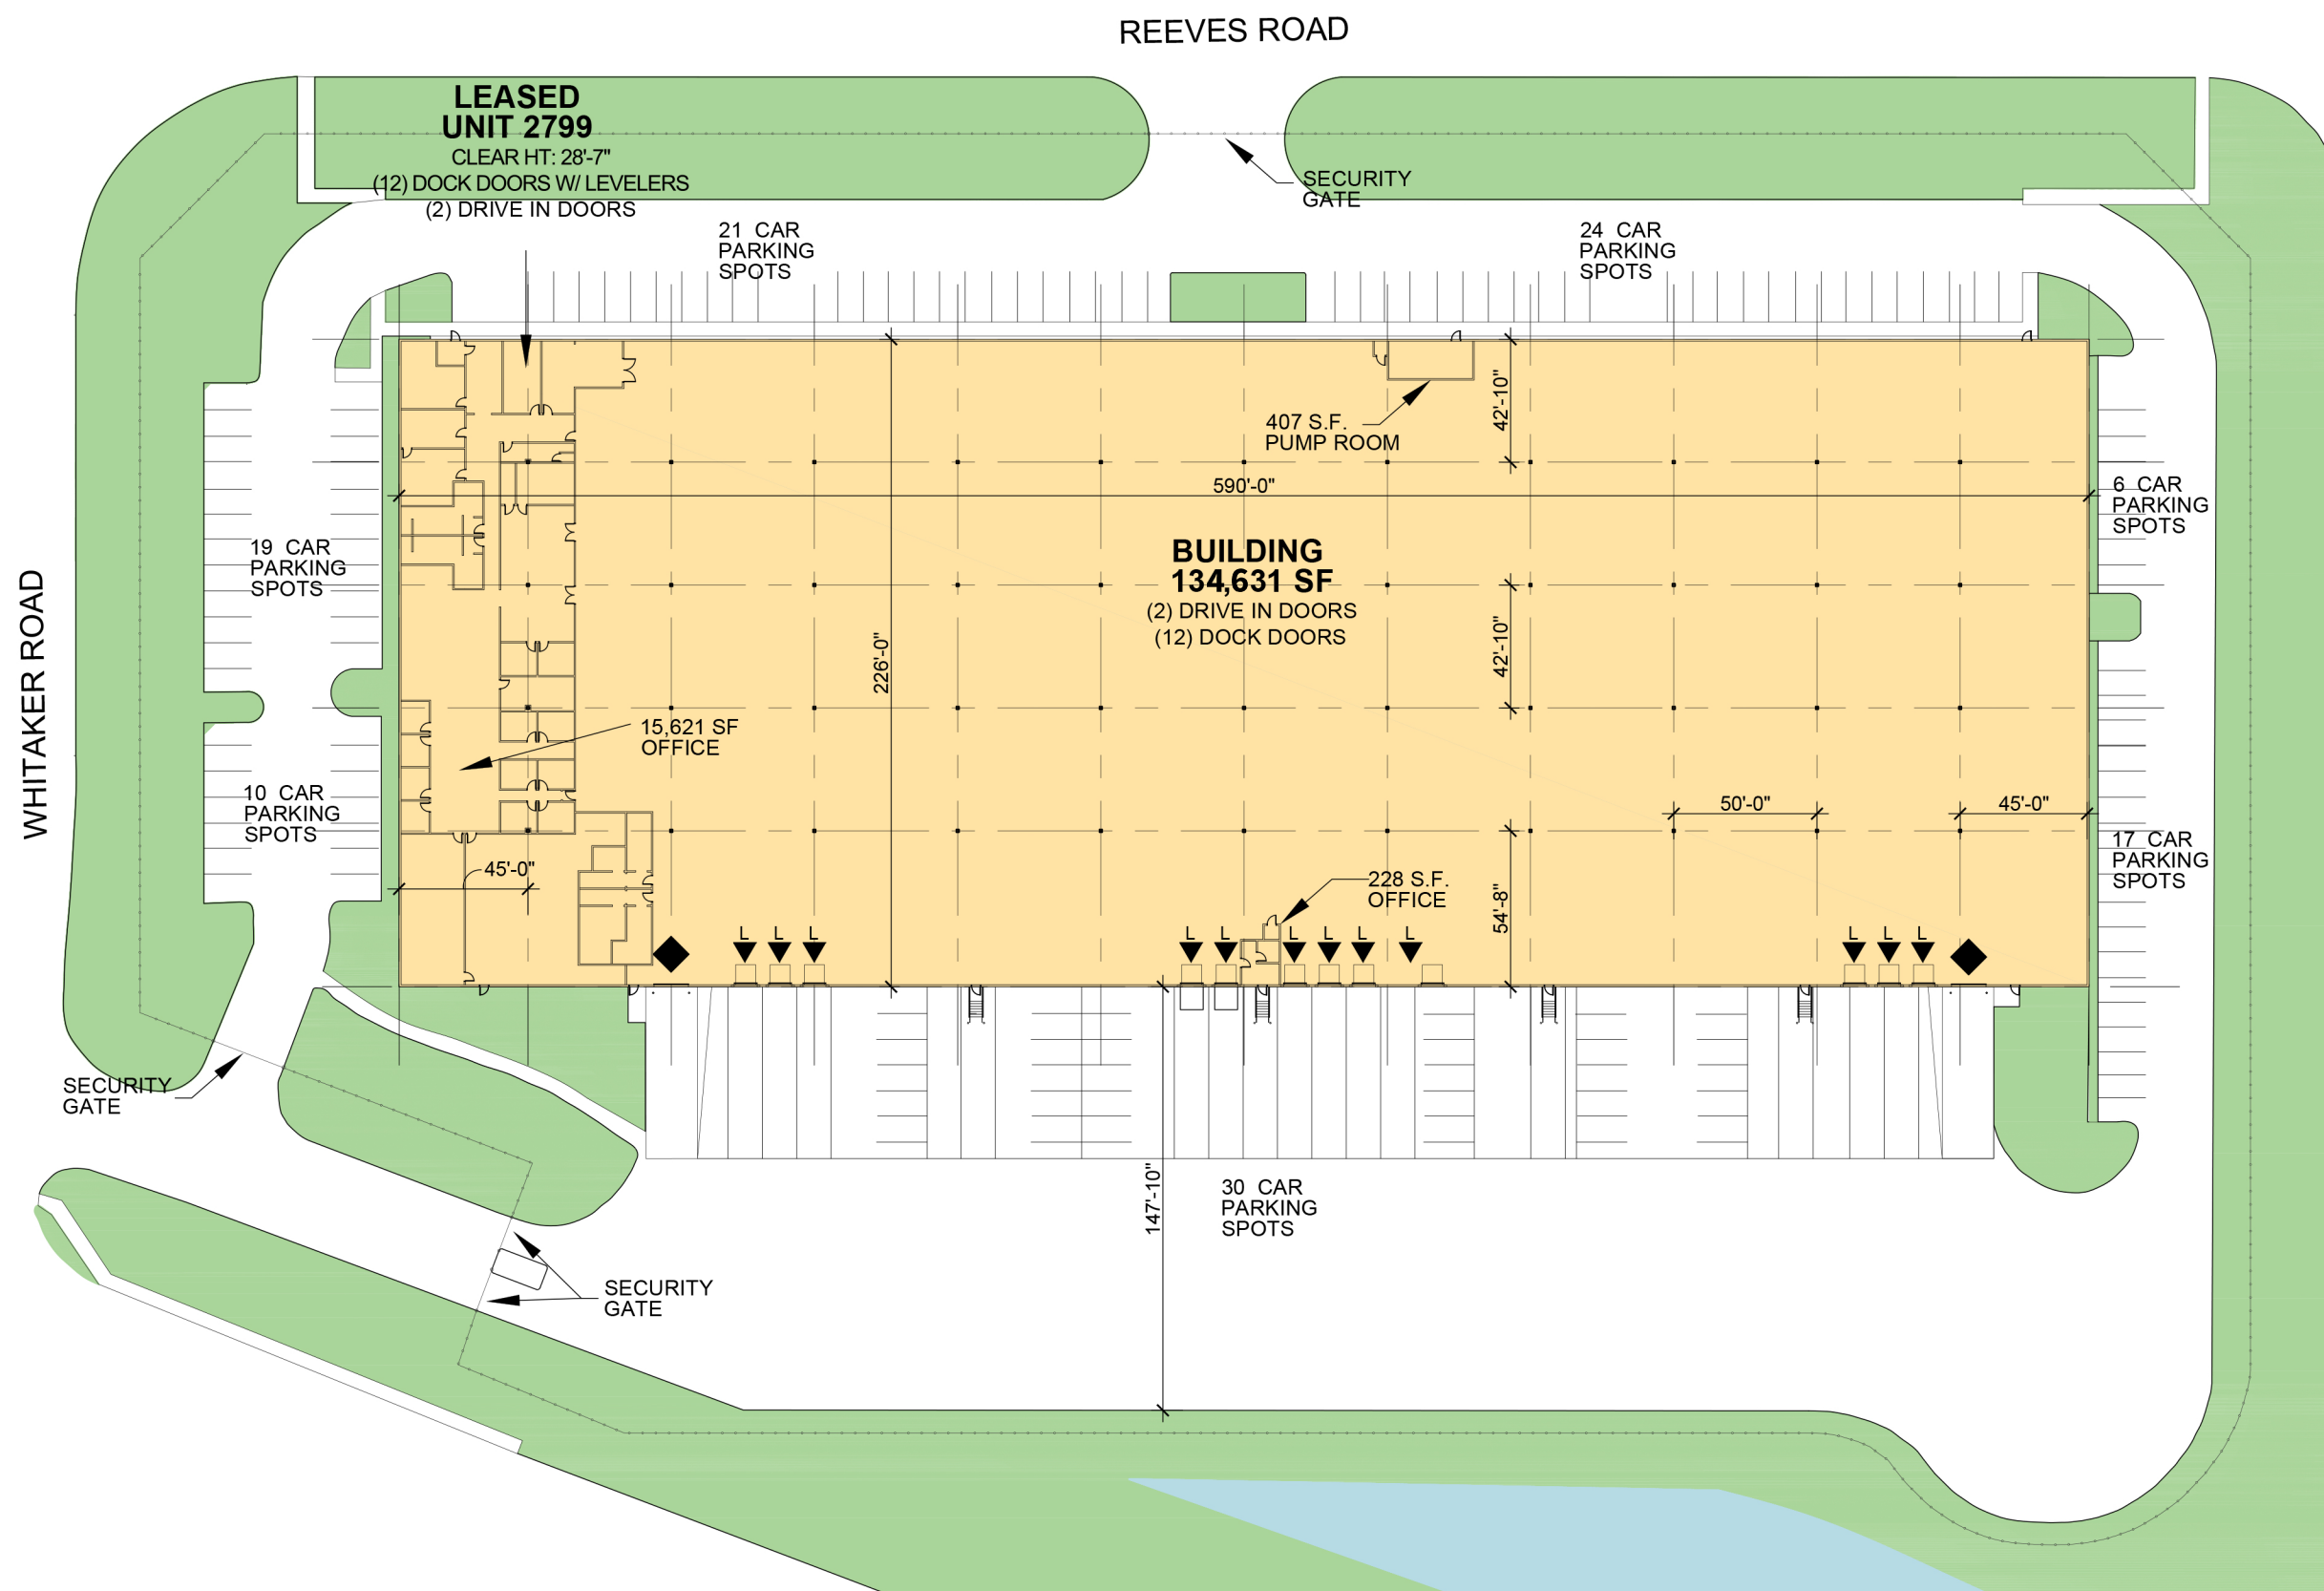 REEVES ROAD
LEASED
UNIT 2799
CLEAR HT: 28'-7"
(12) DOCK DOORS W/ LEVELERS
(2) DRIVE IN DOORS
SECURITY
GATE
21 CAR
PARKING
SPOTS
24 CAR
PARKING
SPOTS
42'-10"
407 S.F.
PUMP ROOM
590'-0"
6 CAR
PARKING
SPOTS
19 CAR
PARKING
SPOTS
WHITAKER ROAD
BUILDING
134,631 SF
(2) DRIVE IN DOORS
(12) DOCK DOORS
226'-0"
42'-10"
15,621 SF
OFFICE
10 CAR
PARKING
SPOTS
50'-0"
45'-0"
17 CAR
PARKING
SPOTS
45'-0"
228 S.F.
OFFICE
54'-8"
L L L L L L L L L L L L
SECURITY
GATE
147'-10"
30 CAR
PARKING
SPOTS
SECURITY
GATE